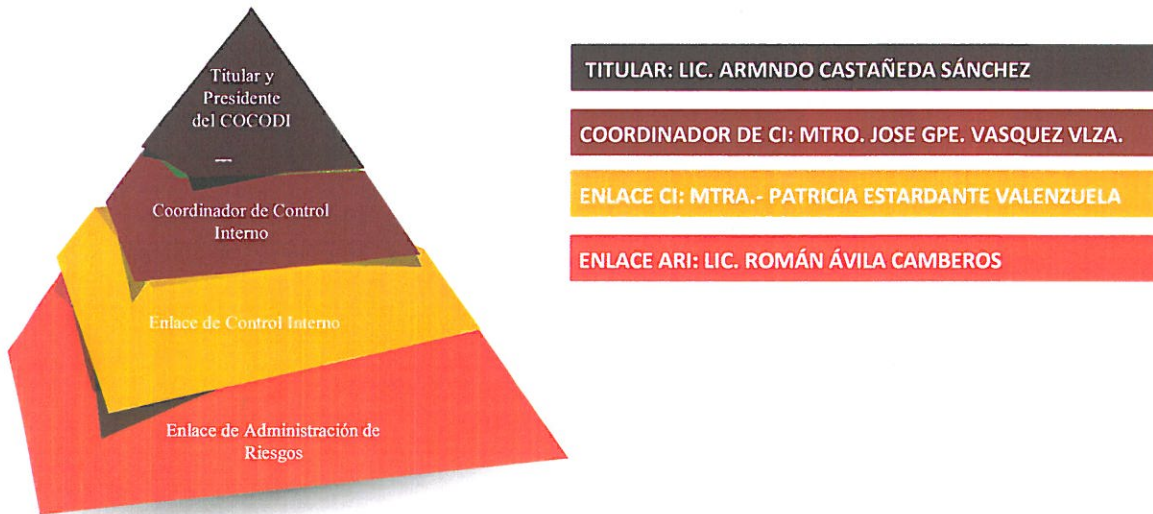 Titular y
Presidente
del COCODI
Coordinador de Control
Interno
Enlace de Control Interno
Enlace de Administración de
Riesgos
TITULAR: LIC. ARMNDO CASTAÑEDA SÁNCHEZ
COORDINADOR DE CI: MTRO. JOSE GPE. VASQUEZ VLZA.
ENLACE CI: MTRA.- PATRICIA ESTARDANTE VALENZUELA
ENLACE ARI: LIC. ROMÁN ÁVILA CAMBEROS